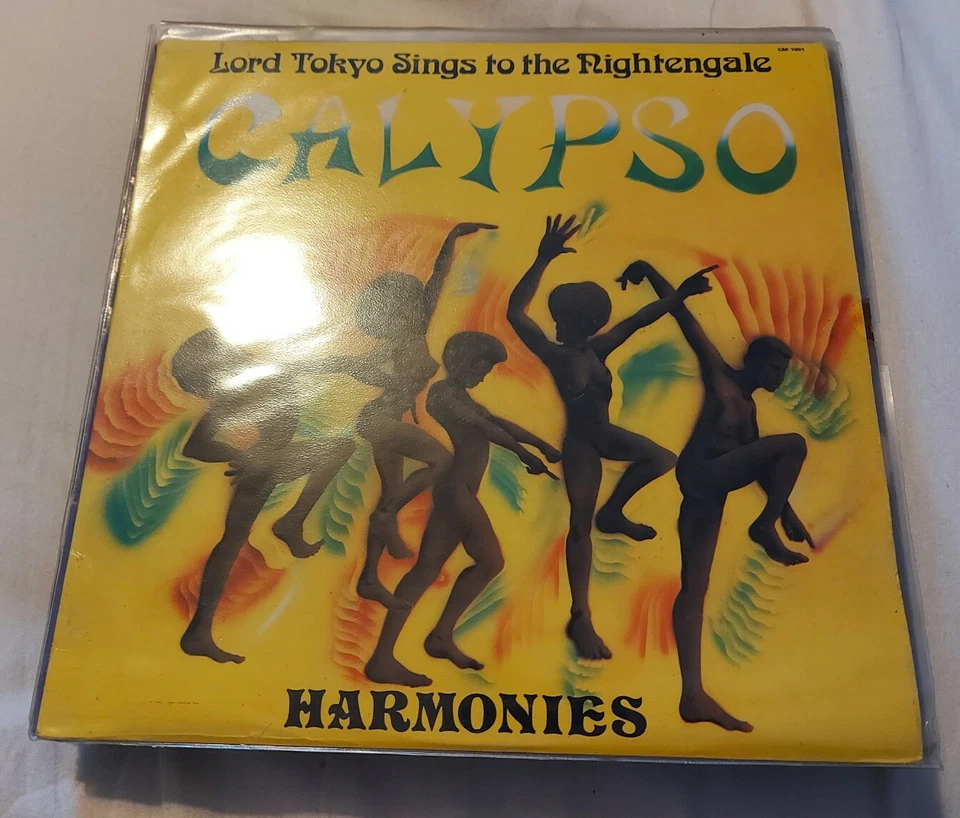 CM 1001
Lord Tokyo Sings to the Nightengale
CALYPSO
HARMONIES